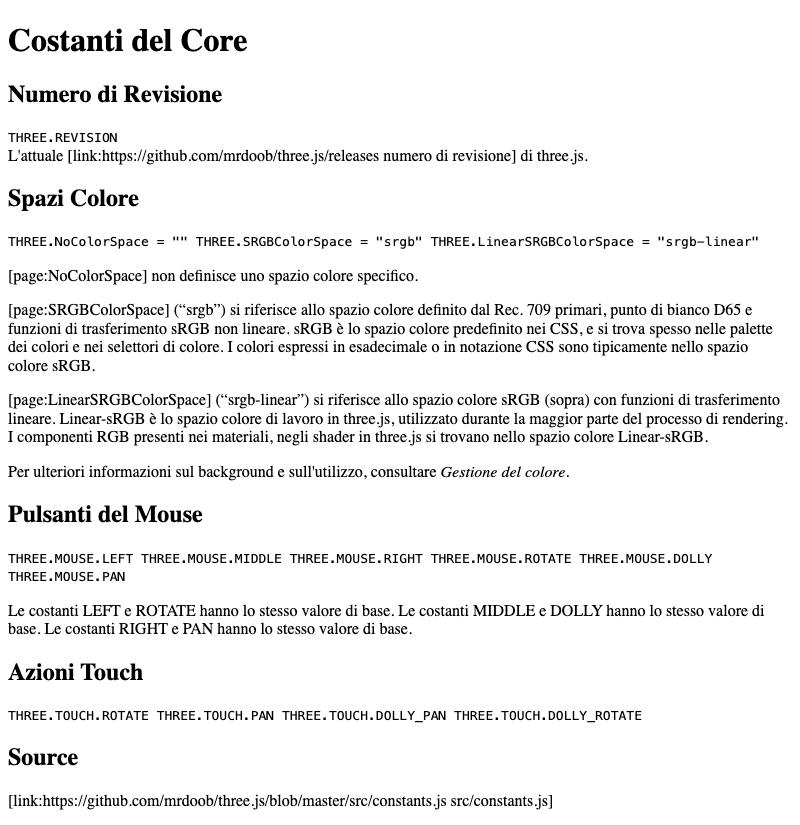 Costanti del Core
Numero di Revisione
THREE.REVISION
L'attuale [link:https://github.com/mrdoob/three.js/releases numero di revisione] di three.js.
Spazi Colore
THREE.NoColorSpace = "" THREE.SRGBColorSpace = "srgb" THREE.LinearSRGBColorSpace = "srgb-linear"
[page:NoColorSpace] non definisce uno spazio colore specifico.
[page:SRGBColorSpace] (“srgb”) si riferisce allo spazio colore definito dal Rec. 709 primari, punto di bianco D65 e
funzioni di trasferimento sRGB non lineare. sRGB è lo spazio colore predefinito nei CSS, e si trova spesso nelle palette
dei colori e nei selettori di colore. I colori espressi in esadecimale o in notazione CSS sono tipicamente nello spazio
colore sRGB.
[page:LinearSRGBColorSpace] (“srgb-linear”) si riferisce allo spazio colore sRGB (sopra) con funzioni di trasferimento
lineare. Linear-sRGB è lo spazio colore di lavoro in three.js, utilizzato durante la maggior parte del processo di rendering.
I componenti RGB presenti nei materiali, negli shader in three.js si trovano nello spazio colore Linear-sRGB.
Per ulteriori informazioni sul background e sull'utilizzo, consultare Gestione del colore.
Pulsanti del Mouse
THREE.MOUSE.LEFT THREE.MOUSE.MIDDLE THREE.MOUSE.RIGHT THREE.MOUSE.ROTATE THREE.MOUSE.DOLLY
THREE.MOUSE.PAN
Le costanti LEFT e ROTATE hanno lo stesso valore di base. Le costanti MIDDLE e DOLLY hanno lo stesso valore di
base. Le costanti RIGHT e PAN hanno lo stesso valore di base.
Azioni Touch
THREE.TOUCH.ROTATE THREE.TOUCH.PAN THREE.TOUCH.DOLLY_PAN THREE.TOUCH.DOLLY_ROTATE
Source
[link:https://github.com/mrdoob/three.js/blob/master/src/constants.js src/constants.js]